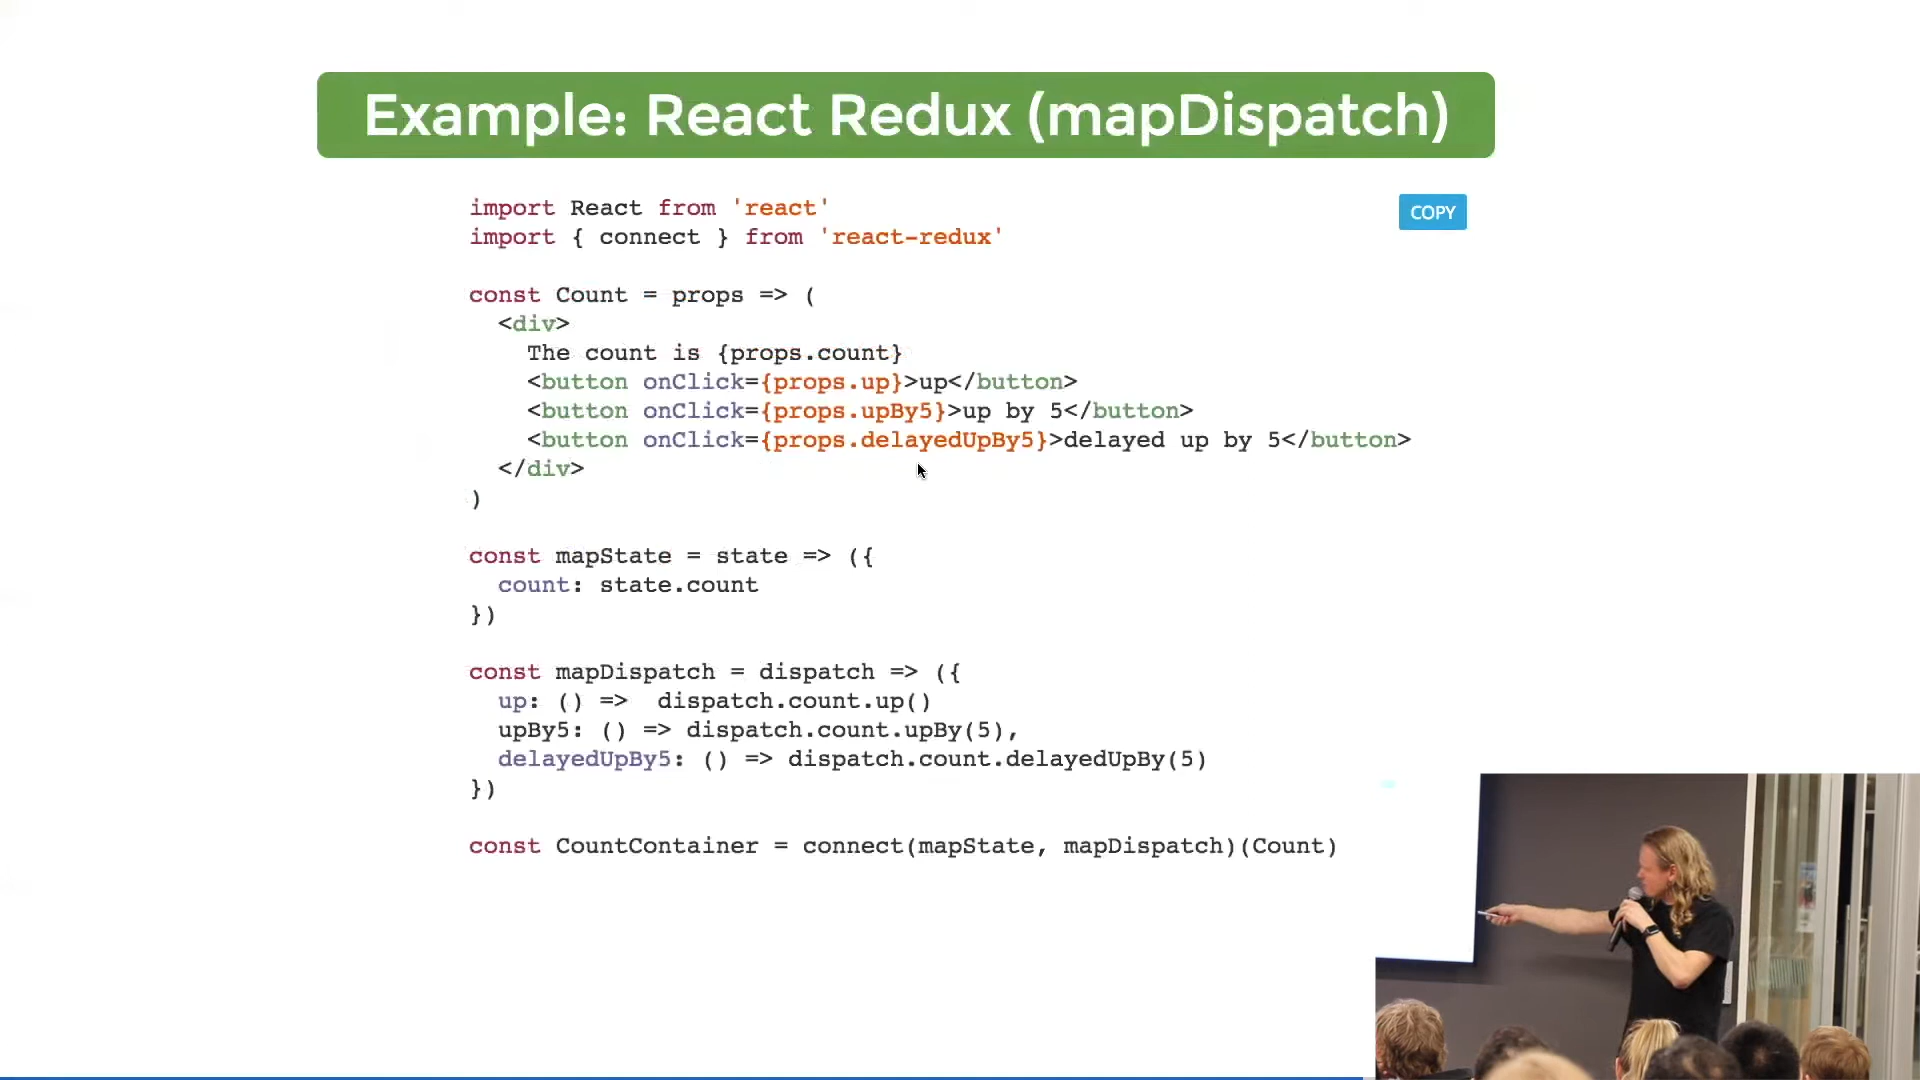 Example: React Redux (mapDispatch)
COPY
import React from 'react'
import { connect } from 'react-redux'
const Count = props => (
<div>
The count is {props.count}
<button onClick={props.up}>up</button>
<button onClick={props.upBy5}>up by 5</button>
<button onClick={props.delayedUpBy5}>delayed up by 5</button>
</div>
)
const mapState = state => ({
count: state.count
})
const mapDispatch = dispatch => ({
up: () =>  dispatch.count.up()
upBy5: () => dispatch.count.upBy(5),
delayedUpBy5: () => dispatch.count.delayedUpBy(5)
})
const CountContainer = connect(mapState, mapDispatch)(Count)